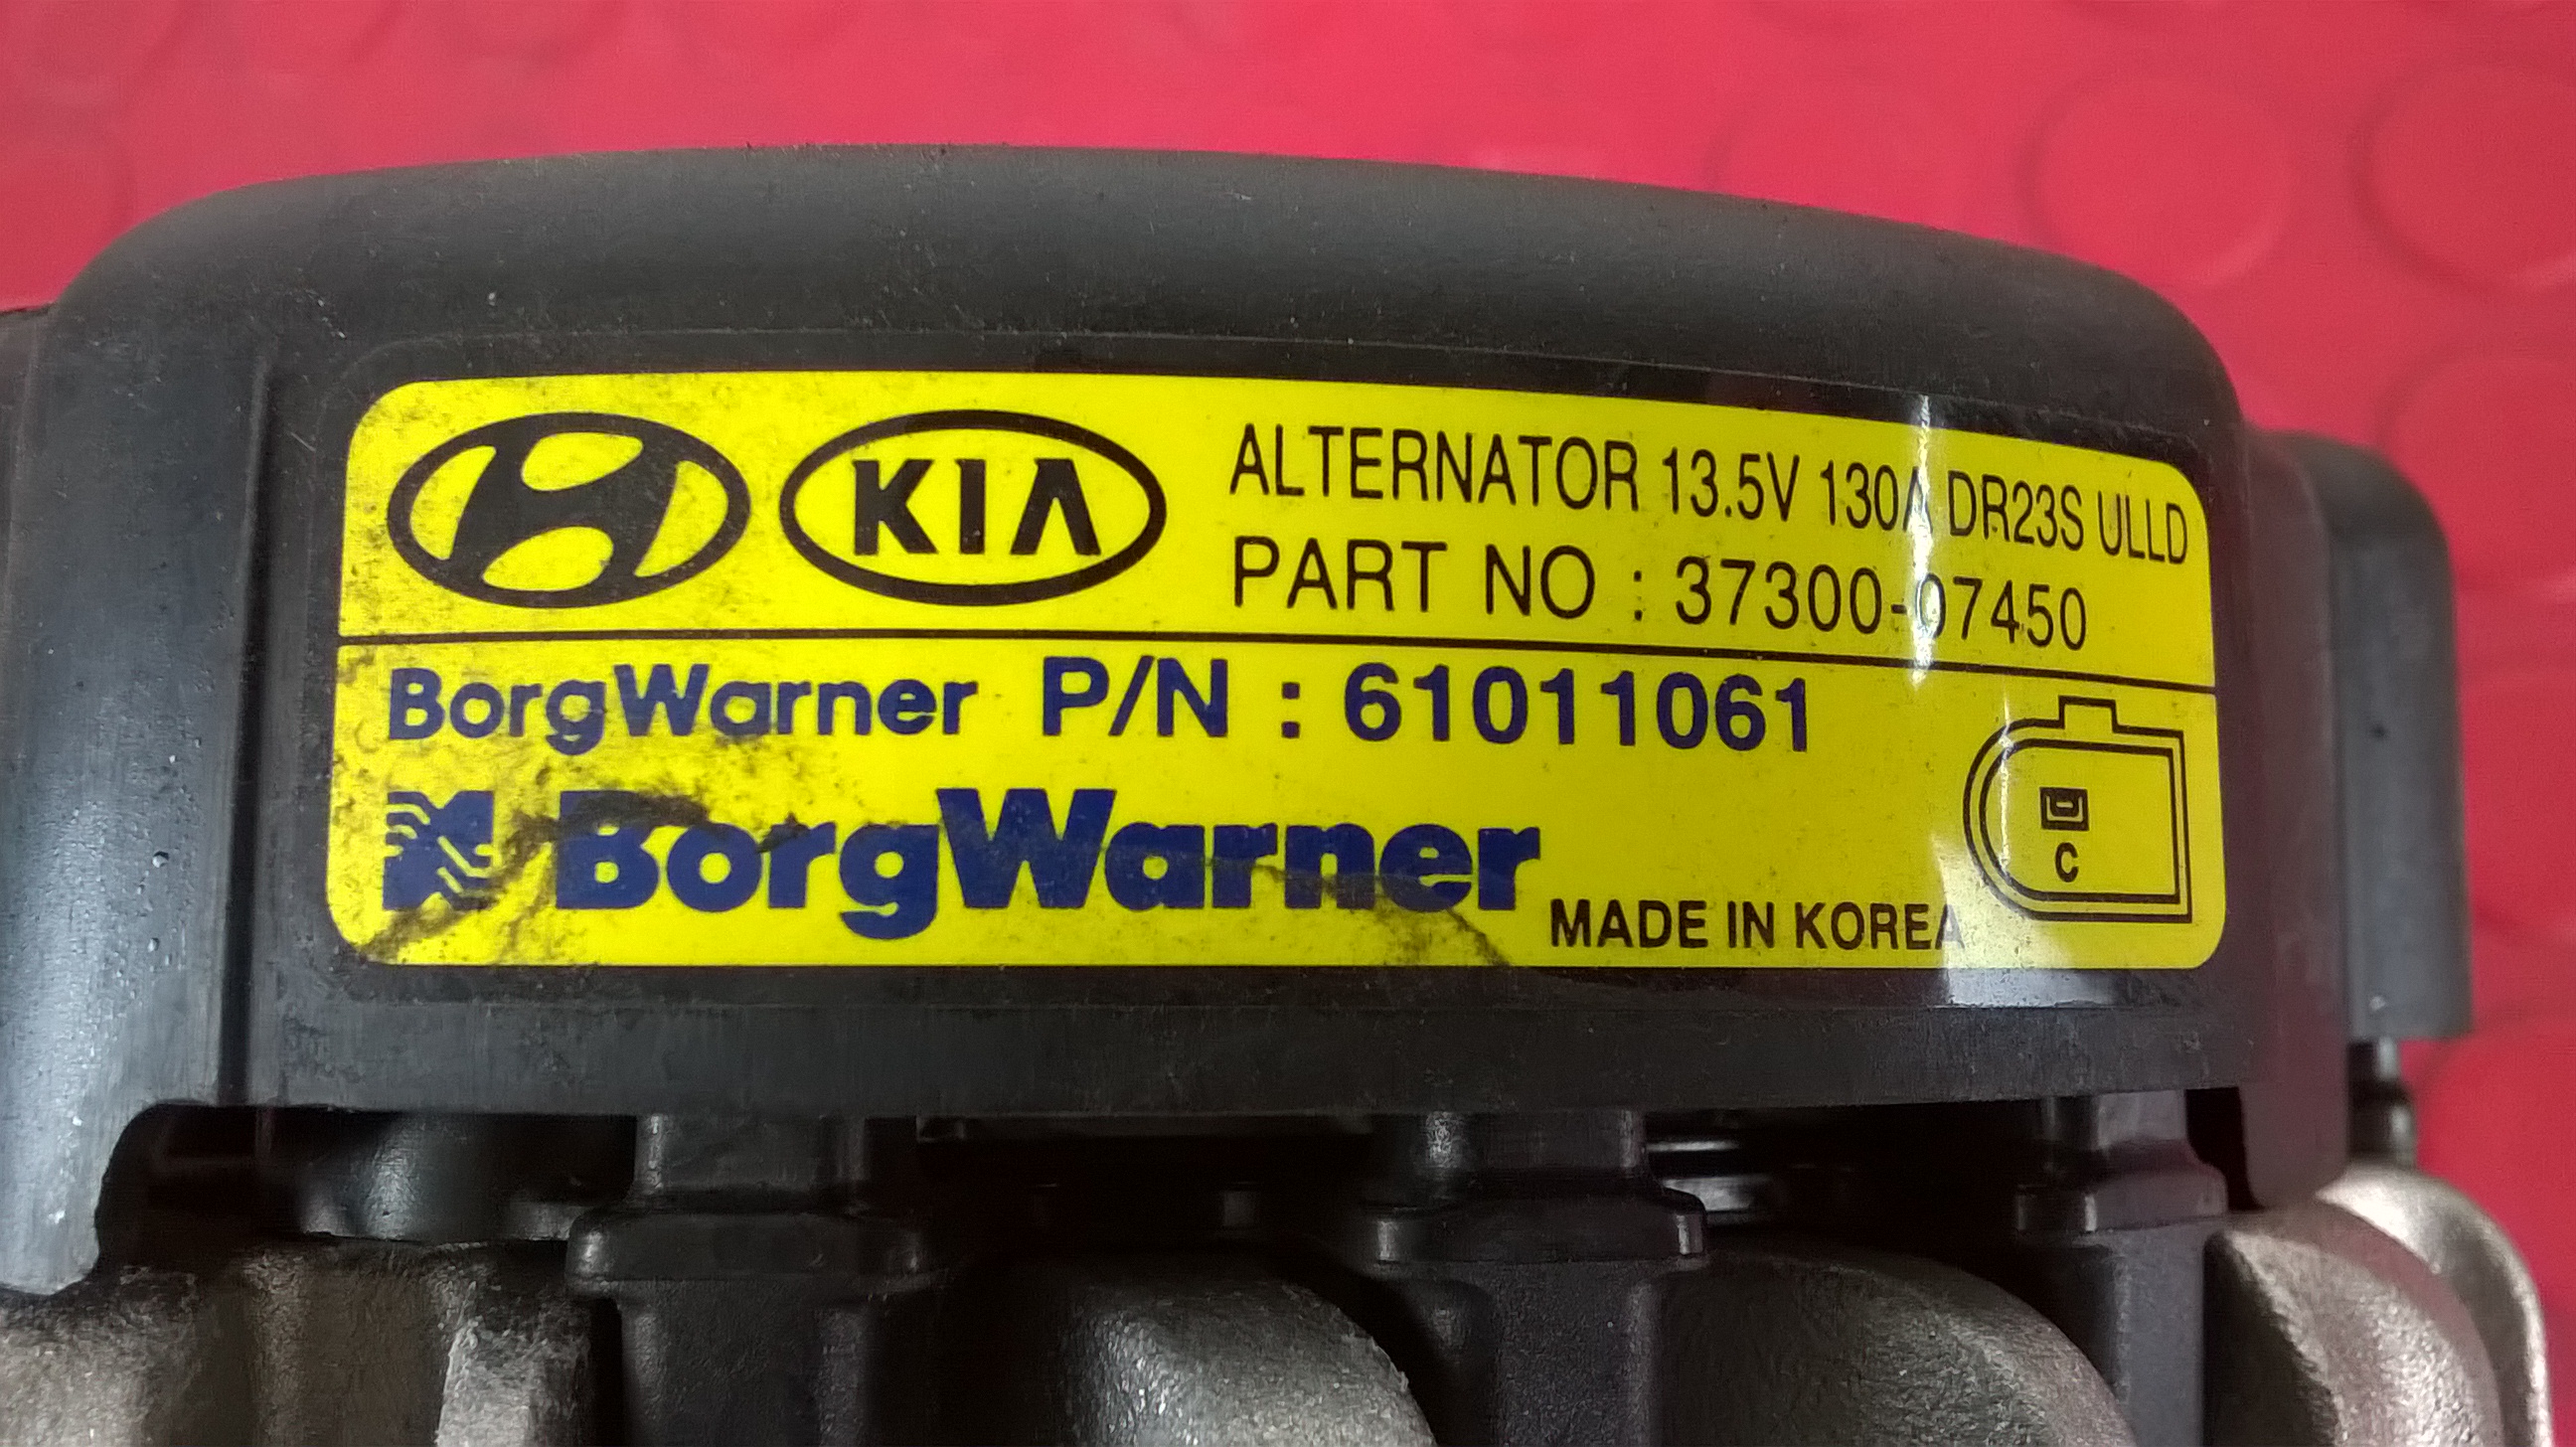 KIA
ALTERNATOR 13.5V 130A DR23S ULLD
PART NO : 37300-07450
BorgWarner P/N : 61011061
BorgWarner
MADE IN KOREA
C